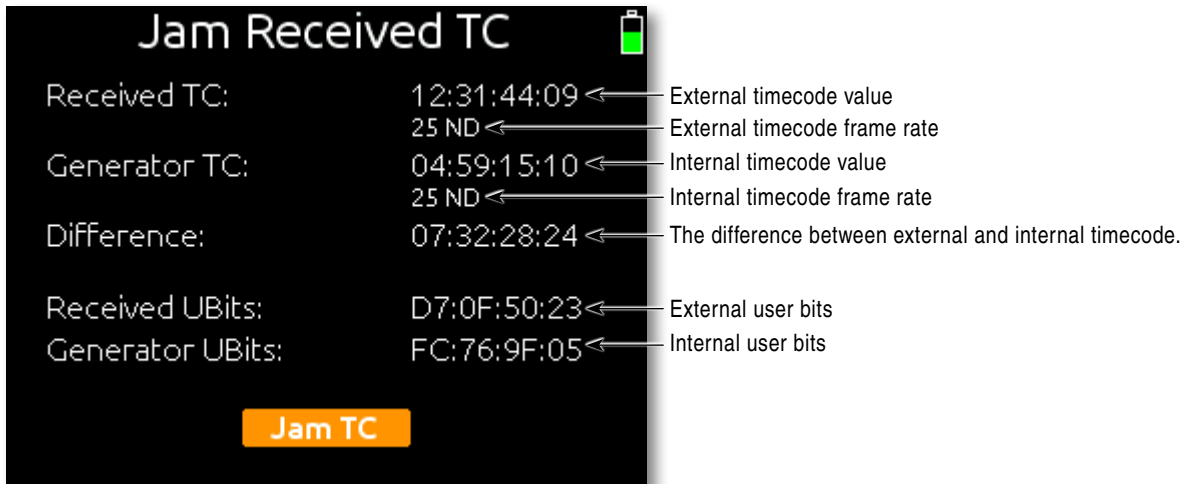 Jam Received TC
Received TC: 12:31:44:09 External timecode value
25 ND External timecode frame rate
Generator TC: 04:59:15:10 Internal timecode value
25 ND Internal timecode frame rate
Difference: 07:32:28:24 The difference between external and internal timecode.
Received UBits: D7:0F:50:23 External user bits
Generator UBits: FC:76:9F:05 Internal user bits
Jam TC